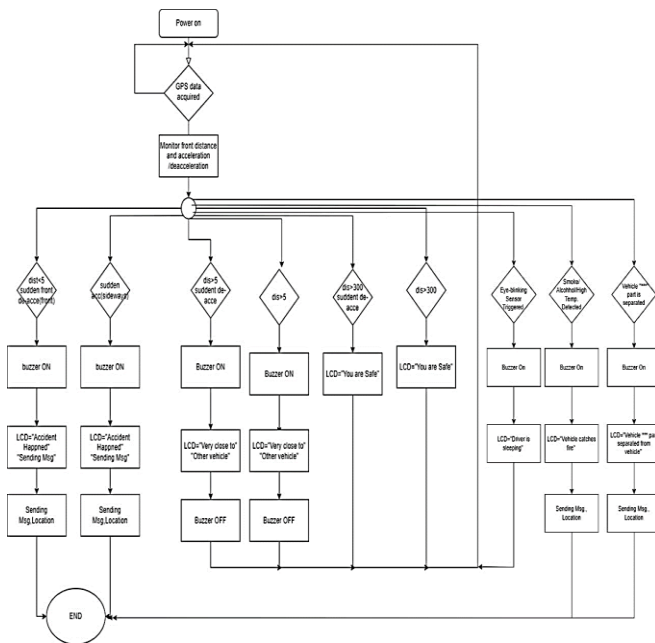 Power on
GPS data
acquired
Monitor front distance
and acceleration
/deacceleration
dist<5
sudden front
de-acce(front)
sudden
acc(sideways)
dis>5
suddent de-
acce
dis>5
dis>300
suddent de-
acce
dis>300
Eye-blinking
Sensor
Triggered
Smoke/
Alcohhol/High
Temp.
Detected
Vehicle "***"
part is
separated
buzzer ON
buzzer ON
Buzzer ON
Buzzer ON
LCD="You are Safe"
LCD="You are Safe"
Buzzer On
Buzzer On
Buzzer On
LCD="Accident
Happned"
"Sending Msg"
LCD="Accident
Happned"
"Sending Msg"
LCD="Very close to"
"Other vehicle"
LCD="Very close to"
"Other vehicle"
LCD="Driver is
sleeping"
LCD="Vehicle catches
fire"
LCD="Vehicle "*** part
separated from
vehicle"
Sending
Msg,Location
Sending
Msg,Location
Buzzer OFF
Buzzer OFF
Sending Msg ,
Location
Sending Msg ,
Location
END